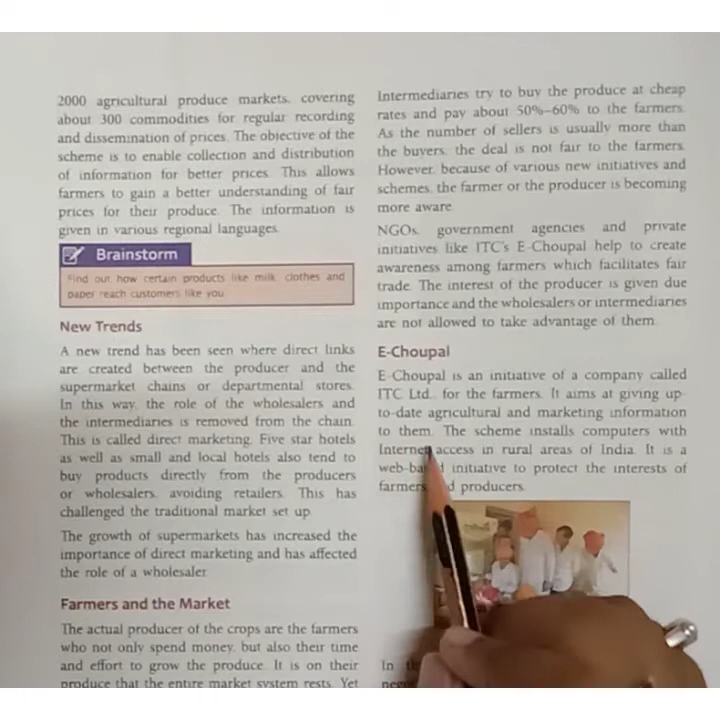 2000 agricultural produce markets, covering
about 300 commodities for regular recording
and dissemination of prices. The objective of the
scheme is to enable collection and distribution
of information for better prices. This allows
farmers to gain a better understanding of fair
prices for their produce. The information is
given in various regional languages.
Brainstorm
Find out how certain products like milk, clothes and
paper reach customers like you.
New Trends
A new trend has been seen where direct links
are created between the producer and the
supermarket chains or departmental stores.
In this way, the role of the wholesalers and
the intermediaries is removed from the chain.
This is called direct marketing. Five star hotels
as well as small and local hotels also tend to
buy products directly from the producers
or wholesalers, avoiding retailers. This has
challenged the traditional market set up.
The growth of supermarkets has increased the
importance of direct marketing and has affected
the role of a wholesaler.
Farmers and the Market
The actual producer of the crops are the farmers
who not only spend money, but also their time
and effort to grow the produce. It is on their
produce that the entire market system rests. Yet
Intermediaries try to buy the produce at cheap
rates and pay about 50%–60% to the farmers.
As the number of sellers is usually more than
the buyers, the deal is not fair to the farmers.
However, because of various new initiatives and
schemes, the farmer or the producer is becoming
more aware.
NGOs, government agencies and private
initiatives like ITC's E-Choupal help to create
awareness among farmers which facilitates fair
trade. The interest of the producer is given due
importance and the wholesalers or intermediaries
are not allowed to take advantage of them.
E-Choupal
E-Choupal is an initiative of a company called
ITC Ltd., for the farmers. It aims at giving up-
to-date agricultural and marketing information
to them. The scheme installs computers with
Internet access in rural areas of India. It is a
web-based initiative to protect the interests of
farmers and producers.
In